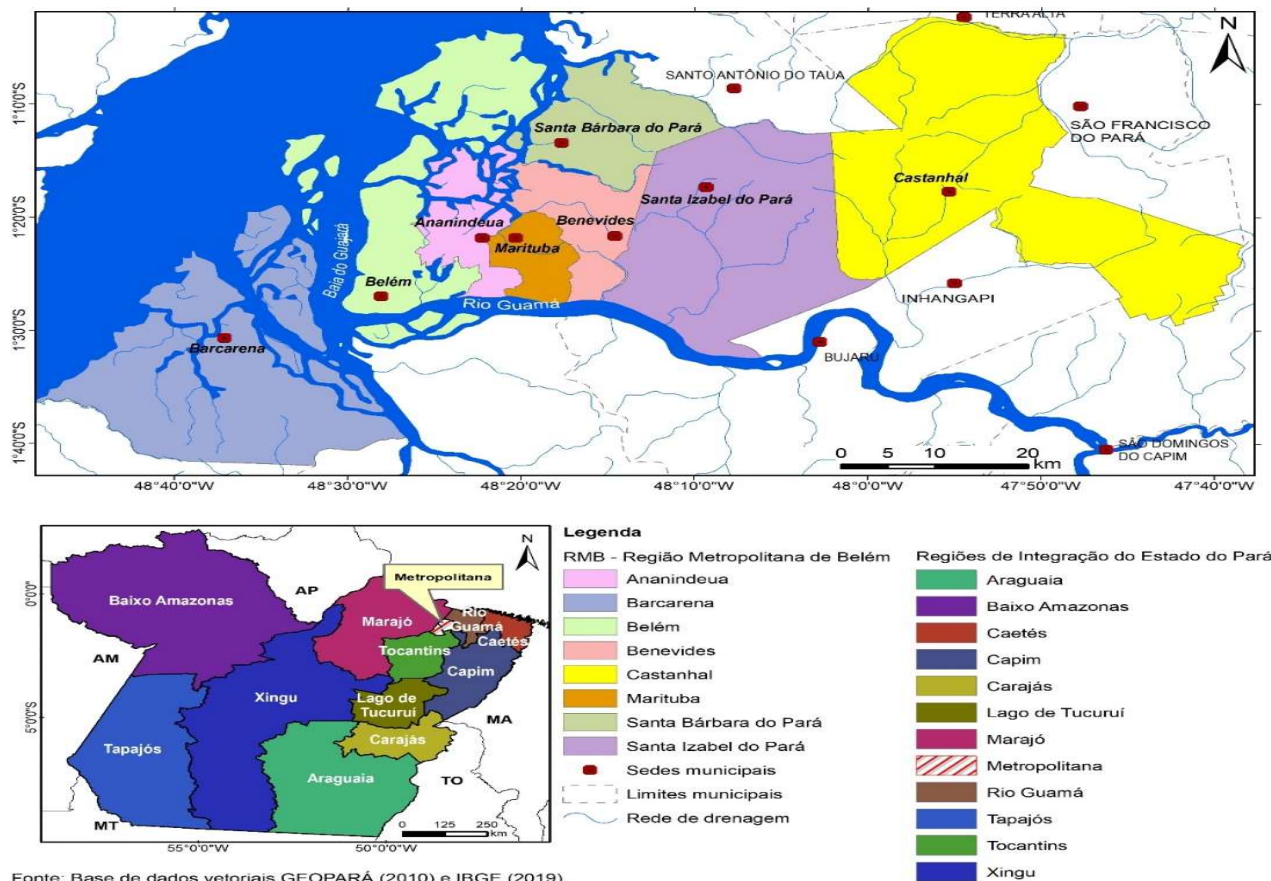 TERRA ALTA
N
SANTO ANTÔNIO DO TAUA
SÃO FRANCISCO
DO PARÁ
Santa Bárbara do Pará
Castanhal
Santa Izabel do Pará
Ananindeua
Benevides
Marituba
Baia do Guajará
Belém
Rio Guamá
INHANGAPI
Barcarena
BUJARU
SÃO DOMINGOS
DO CAPIM
0 10 20
km
1°10'0"S
1°20'0"S
1°30'0"S
1°40'0"S
48°40'0"W 48°30'0"W 48°20'0"W 48°10'0"W 48°0'0"W 47°50'0"W 47°40'0"W
N
Metropolitana
AP
Baixo Amazonas
Marajó
Rio
Guamá
Caetés
Tocantins
Capim
AM
Xingu
Lago de
Tucuruí
MA
Tapajós
Carajás
Araguaia
TO
MT
0 125 250
km
0°0'0"
5°0'0"S
55°0'0"W 50°0'0"W
Legenda
RMB - Região Metropolitana de Belém
Ananindeua
Barcarena
Belém
Benevides
Castanhal
Marituba
Santa Bárbara do Pará
Santa Izabel do Pará
Sedes municipais
Limites municipais
Rede de drenagem
Regiões de Integração do Estado do Pará
Araguaia
Baixo Amazonas
Caetés
Capim
Carajás
Lago de Tucuruí
Marajó
Metropolitana
Rio Guamá
Tapajós
Tocantins
Xingu
Fonte: Base de dados vetoriais GEOPARÁ (2010) e IBGE (2019)